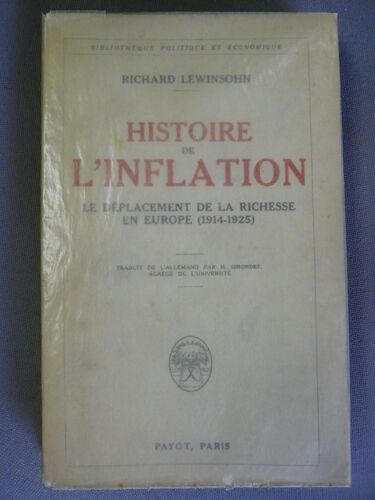 BIBLIOTHÈQUE POLITIQUE ET ÉCONOMIQUE
RICHARD LEWINSOHN
HISTOIRE
DE
L'INFLATION
LE DÉPLACEMENT DE LA RICHESSE
EN EUROPE (1914-1925)
TRADUIT DE L'ALLEMAND PAR H. SIMONDET,
AGRÉGÉ DE L'UNIVERSITÉ
PAYOT, PARIS